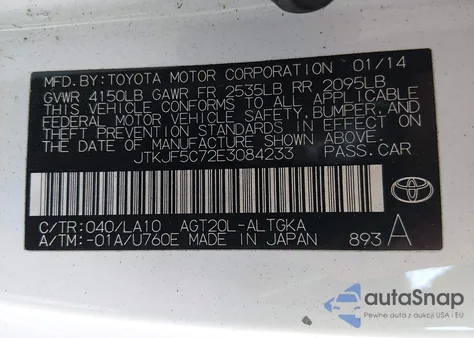 MFD.BY:TOYOTA MOTOR CORPORATION 01/14
GVWR 4150LB GAWR FR 2535LB RR 2095LB
THIS VEHICLE CONFORMS TO ALL APPLICABLE
FEDERAL MOTOR VEHICLE SAFETY,BUMPER,AND
THEFT PREVENTION STANDARDS IN EFFECT ON
THE DATE OF MANUFACTURE SHOWN ABOVE.
JTKJF5C72E3084233 PASS.CAR
TOYOTA
C/TR:040/LA10 AGT20L-ALTGKA
A/TM:-01A/U760E MADE IN JAPAN 893 A
autoSnap
Pewne auta z dostawą • USA • EU